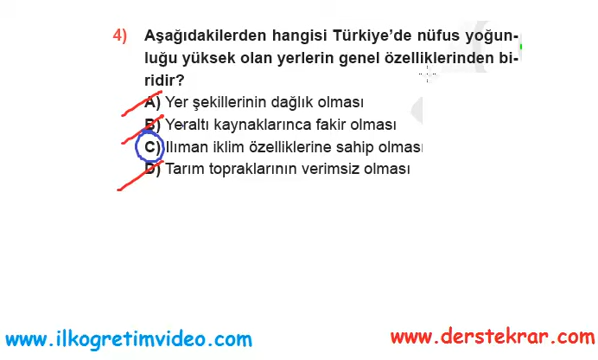 4) Aşağıdakilerden hangisi Türkiye'de nüfus yoğun-
luğu yüksek olan yerlerin genel özelliklerinden bi-
ridir?
A) Yer şekillerinin dağlık olması
B) Yeraltı kaynaklarınca fakir olması
C) Ilıman iklim özelliklerine sahip olması
D) Tarım topraklarının verimsiz olması
www.ilkogretimvideo.com
www.derstekrar.com